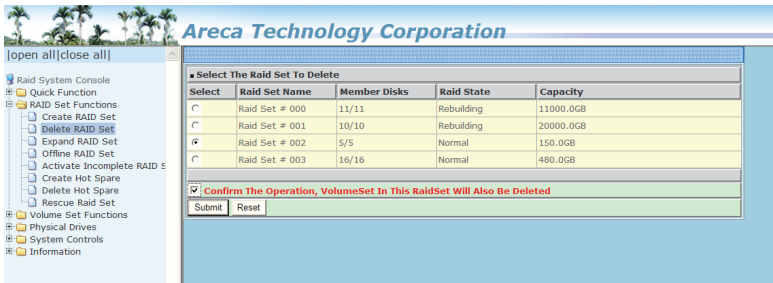 Areca Technology Corporation
|open all|close all|
Raid System Console
Quick Function
RAID Set Functions
Create RAID Set
Delete RAID Set
Expand RAID Set
Offline RAID Set
Activate Incomplete RAID S
Create Hot Spare
Delete Hot Spare
Rescue Raid Set
Volume Set Functions
Physical Drives
System Controls
Information
Select The Raid Set To Delete
Select Raid Set Name Member Disks Raid State Capacity
Raid Set # 000 11/11 Rebuilding 11000.0GB
Raid Set # 001 10/10 Rebuilding 20000.0GB
Raid Set # 002 5/5 Normal 150.0GB
Raid Set # 003 16/16 Normal 480.0GB
Confirm The Operation, VolumeSet In This RaidSet Will Also Be Deleted
Submit Reset